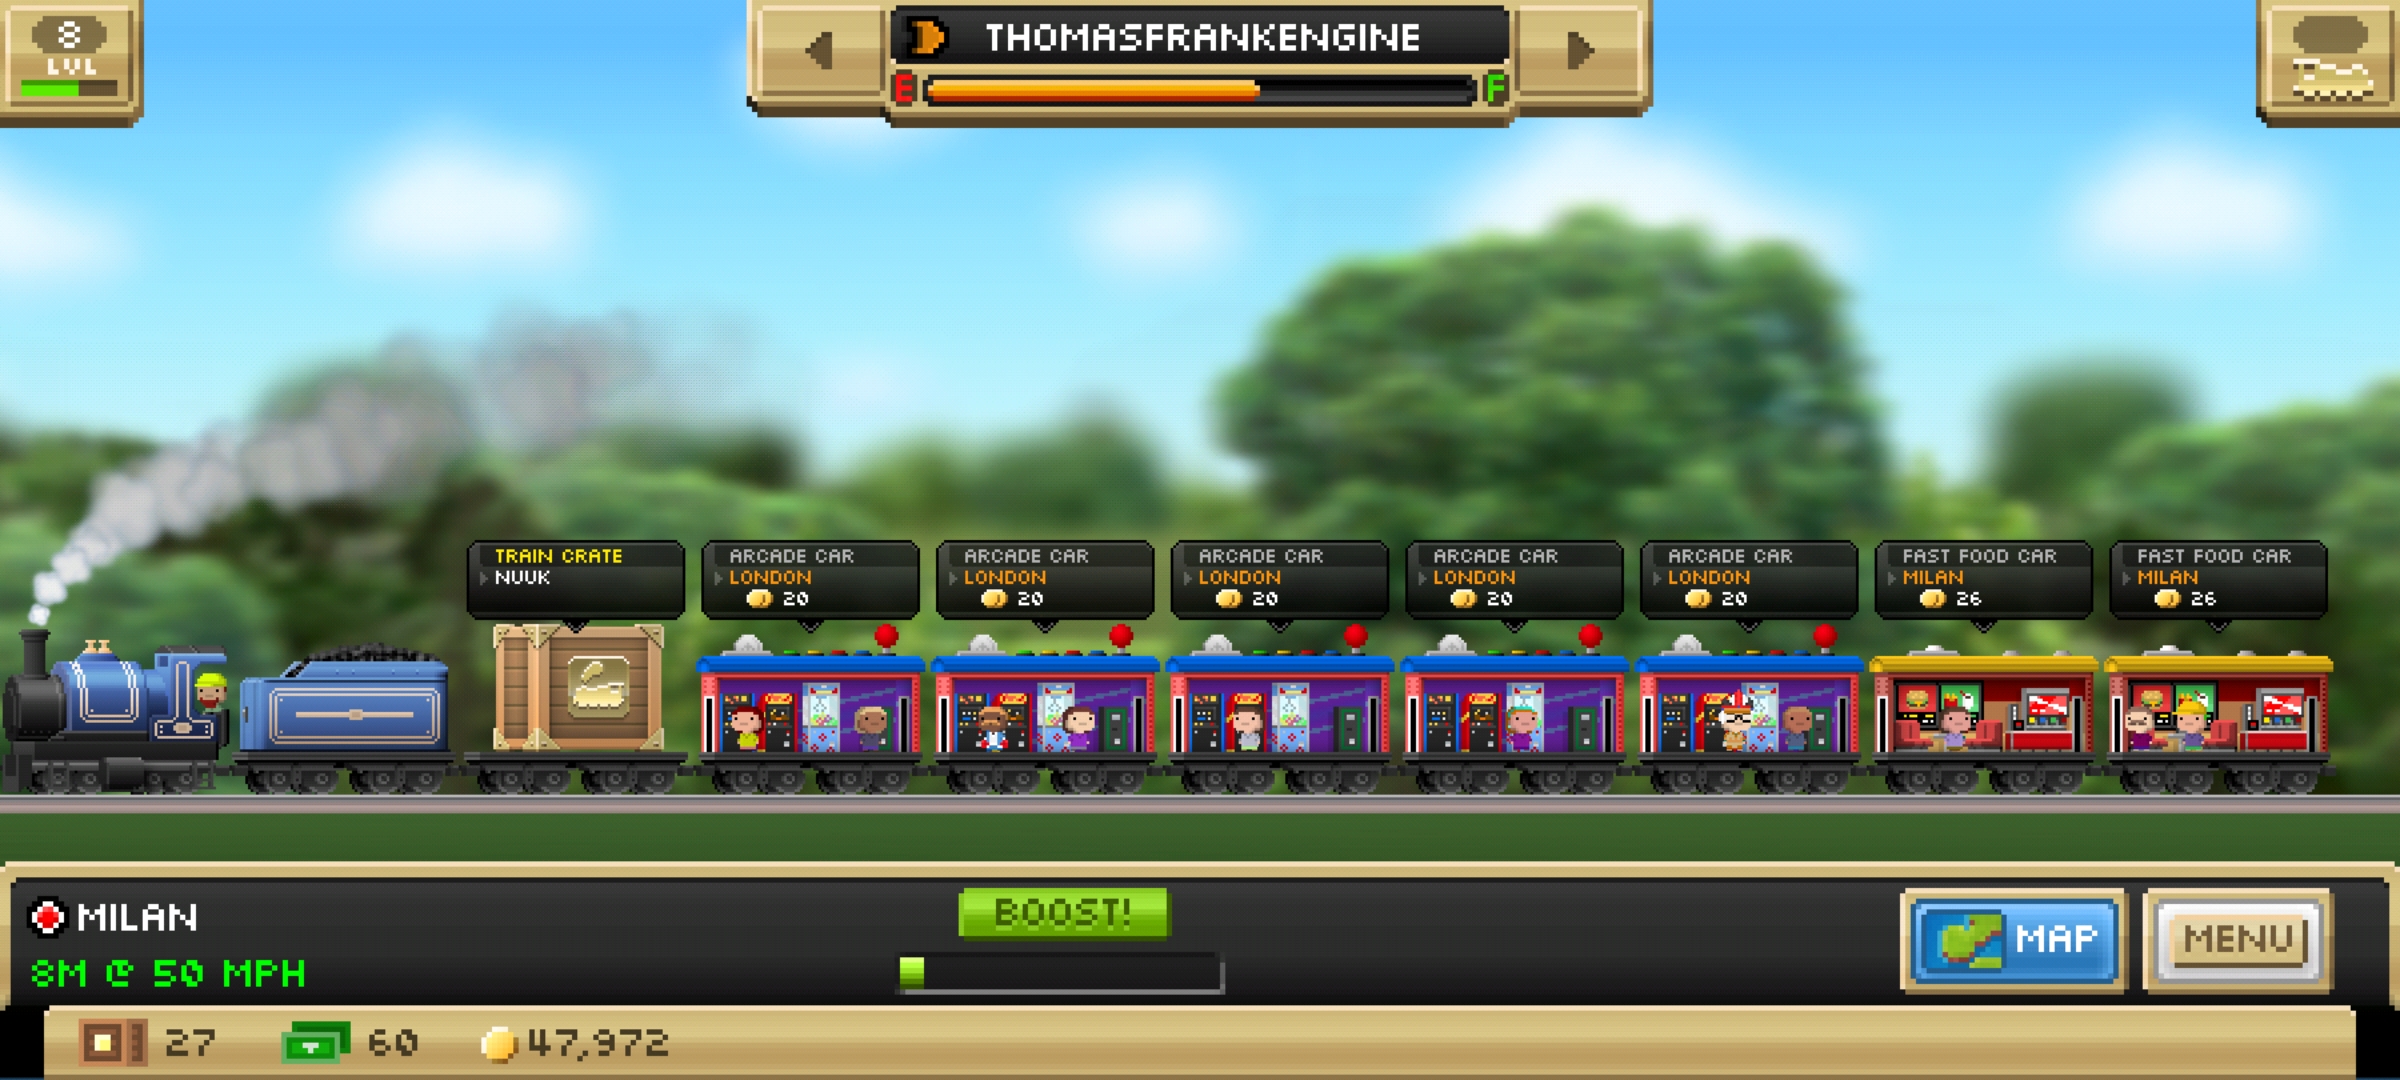 8
LVL
THOMASFRANKENGINE
E F
TRAIN CRATE
NUUK
ARCADE CAR
LONDON
20
ARCADE CAR
LONDON
20
ARCADE CAR
LONDON
20
ARCADE CAR
LONDON
20
ARCADE CAR
LONDON
20
FAST FOOD CAR
MILAN
26
FAST FOOD CAR
MILAN
26
MILAN
8M @ 50 MPH
BOOST!
MAP
MENU
27
60
47,972